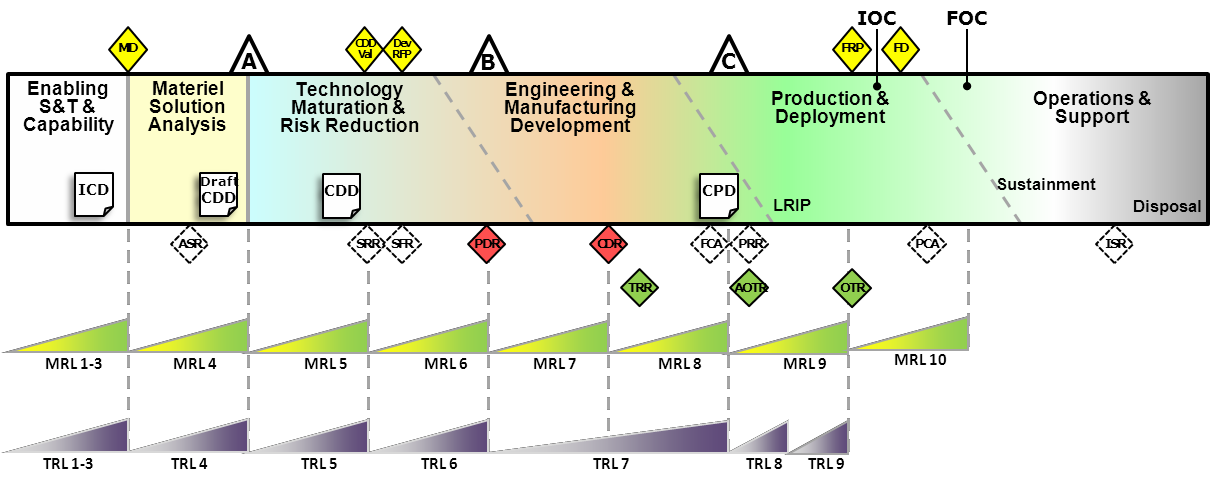 IOC
FOC
MD
A
CDD
Val
Dev
RFP
B
C
FRP
FD
Enabling
S&T &
Capability
Materiel
Solution
Analysis
Technology
Maturation &
Risk Reduction
Engineering &
Manufacturing
Development
Production &
Deployment
Operations &
Support
ICD
Draft
CDD
CDD
CPD
LRIP
Sustainment
Disposal
ASR
SRR
SFR
PDR
CDR
FCA
PRR
PCA
ISR
TRR
AOTR
OTR
MRL 1-3
MRL 4
MRL 5
MRL 6
MRL 7
MRL 8
MRL 9
MRL 10
TRL 1-3
TRL 4
TRL 5
TRL 6
TRL 7
TRL 8
TRL 9